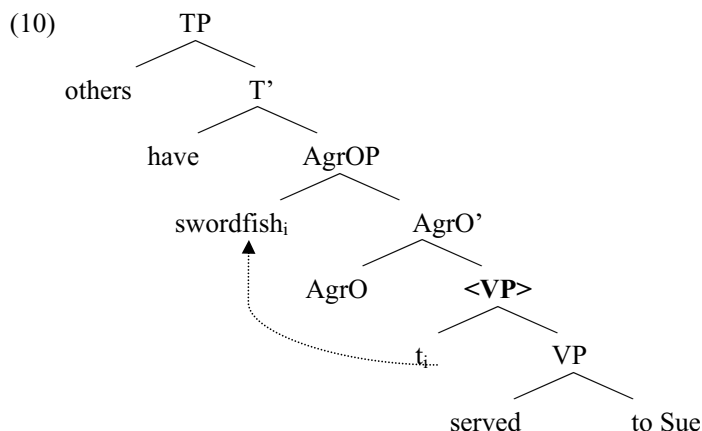 (10) TP
others T’
have AgrOP
swordfishᵢ AgrO’
AgrO <VP>
tᵢ VP
served to Sue